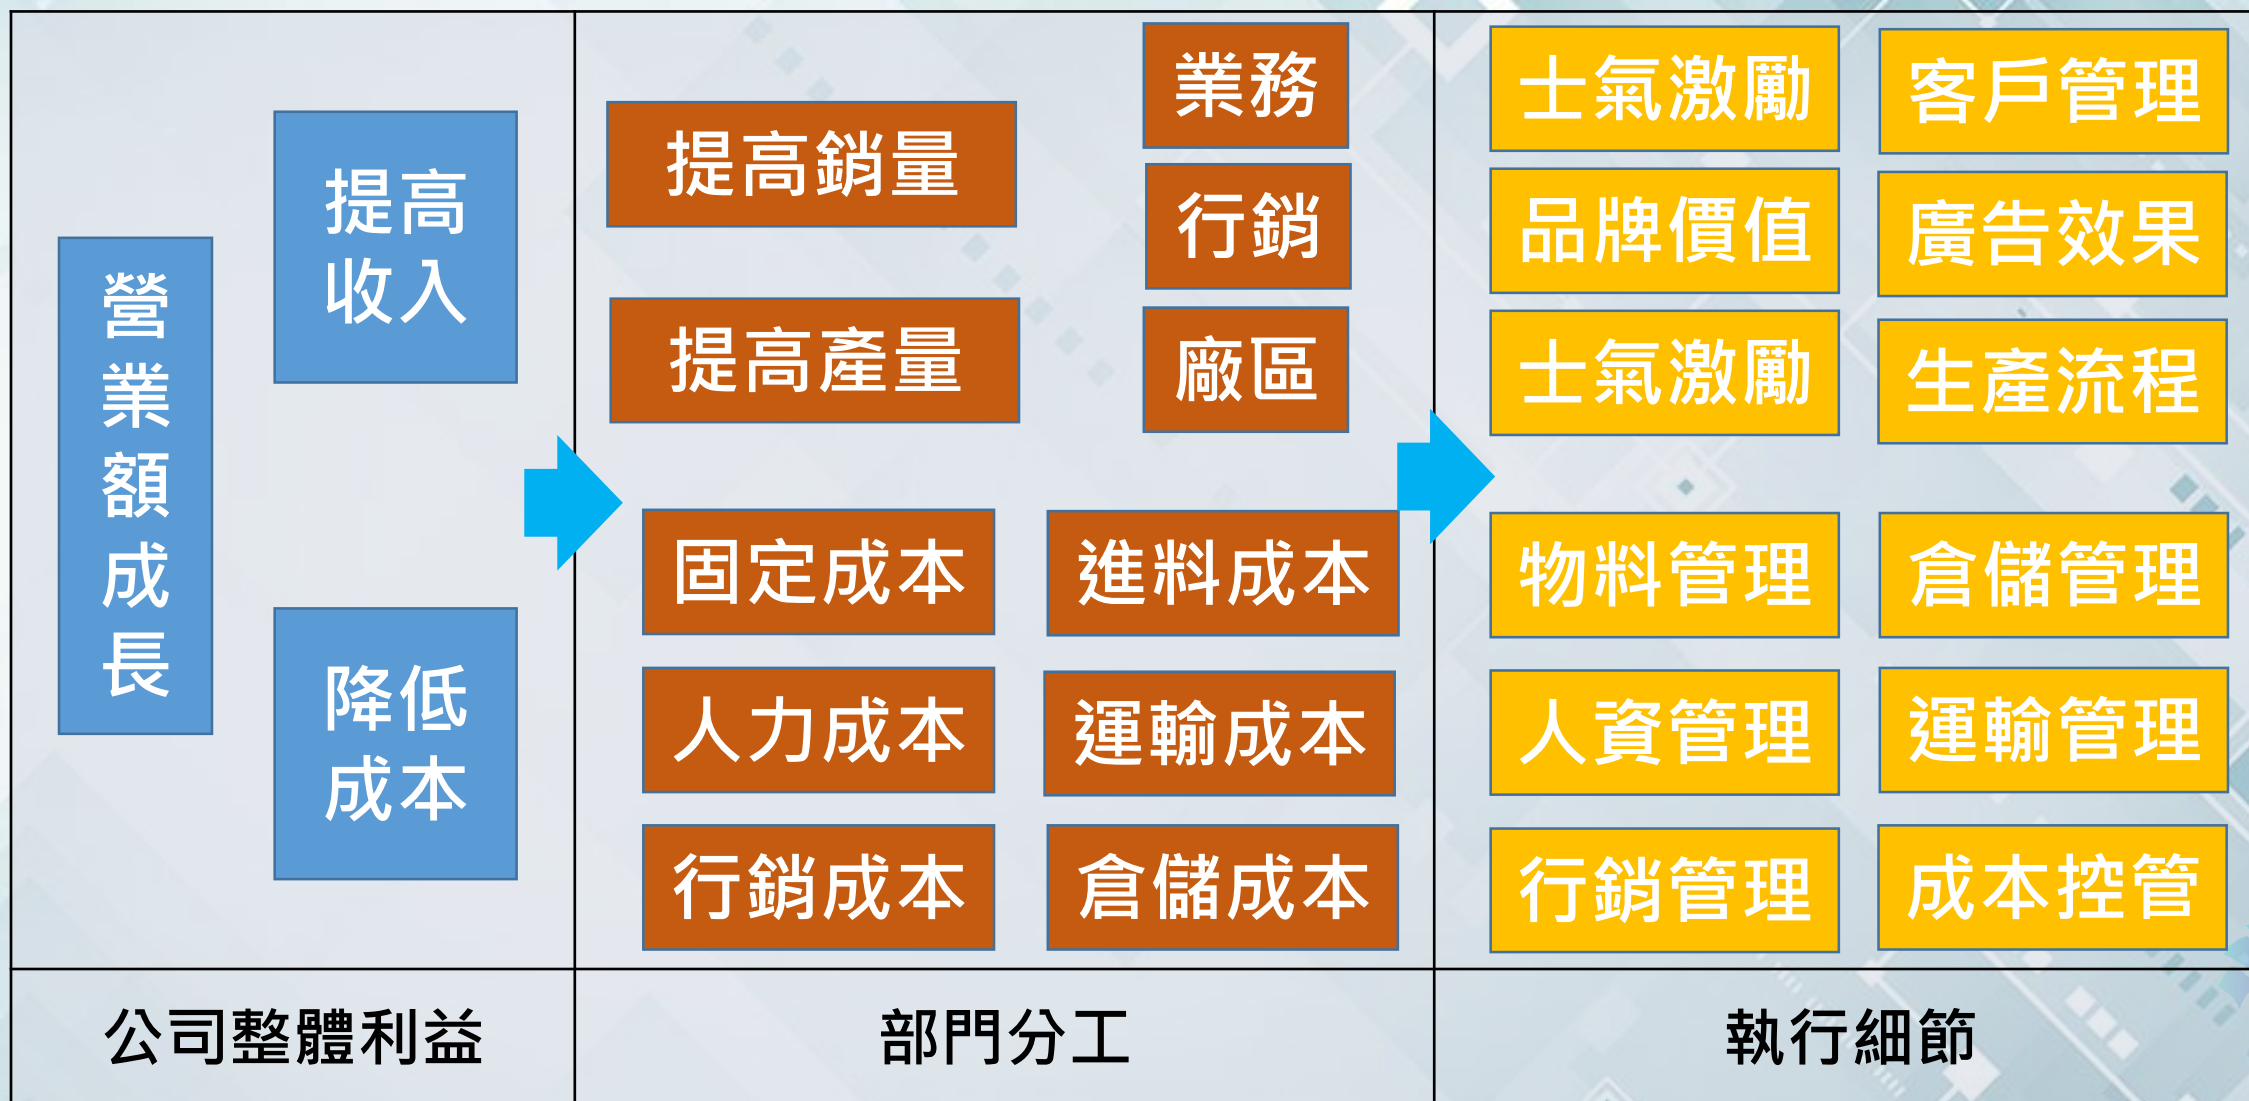 營
業
額
成
長
提高
收入
降低
成本
提高銷量
提高產量
業務
行銷
廠區
固定成本
進料成本
人力成本
運輸成本
行銷成本
倉儲成本
士氣激勵
客戶管理
品牌價值
廣告效果
士氣激勵
生產流程
物料管理
倉儲管理
人資管理
運輸管理
行銷管理
成本控管
公司整體利益
部門分工
執行細節